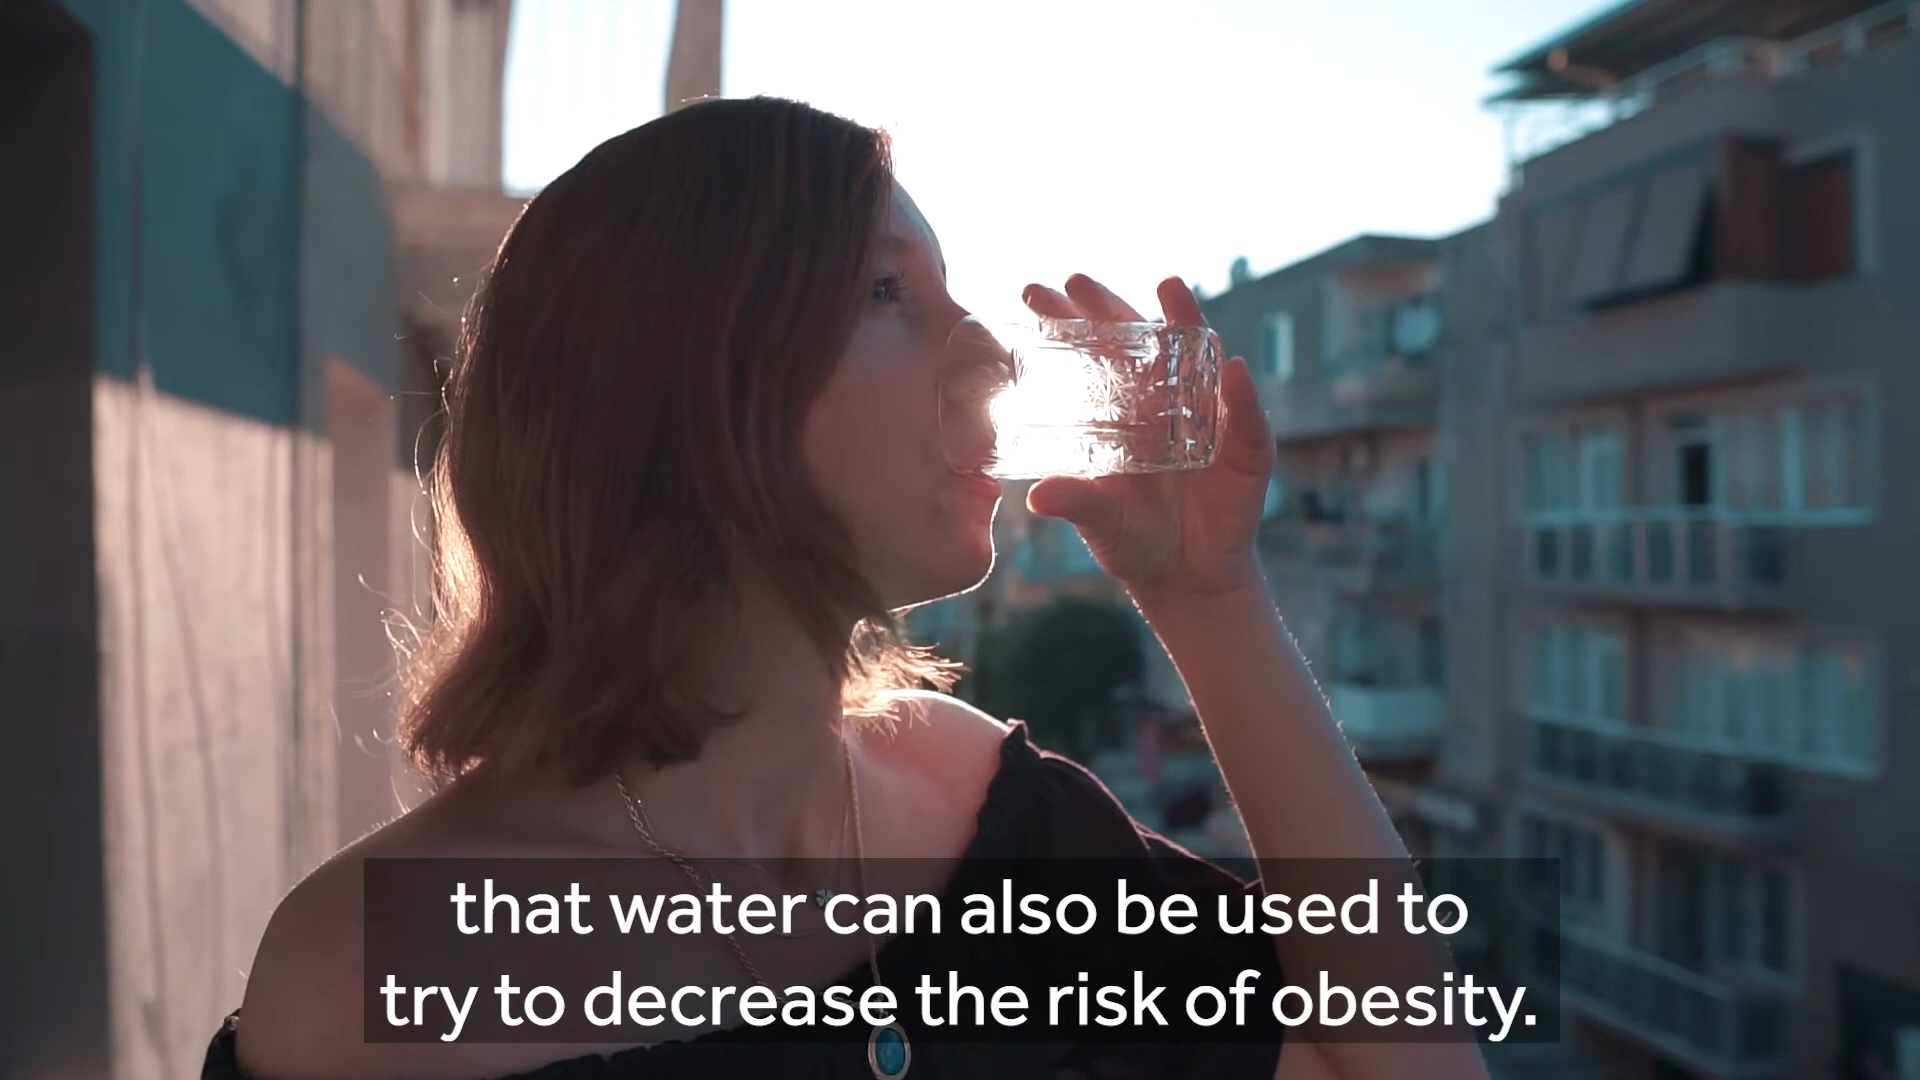 that water can also be used to
try to decrease the risk of obesity.